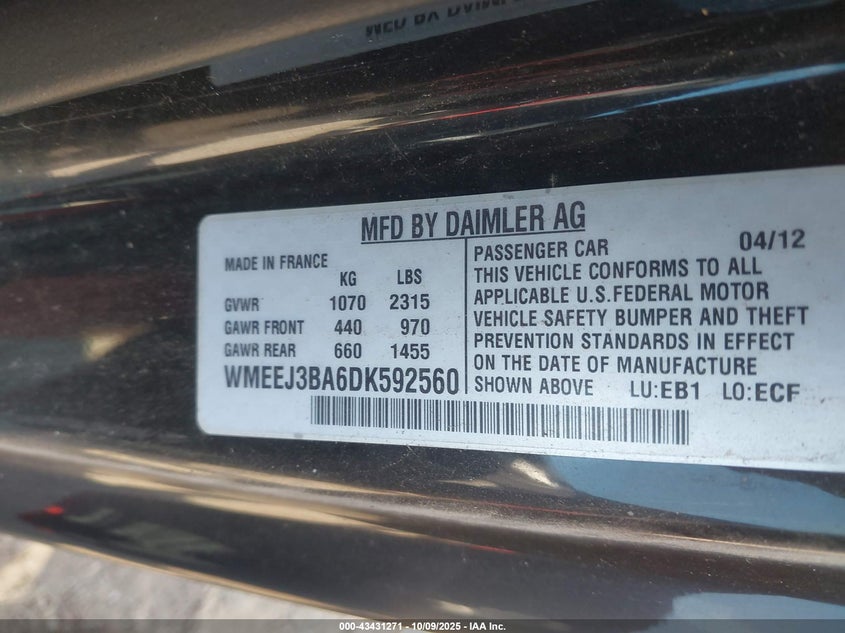 MFD BY DAIMLER AG
MADE IN FRANCE
KG LBS
GVWR 1070 2315
GAWR FRONT 440 970
GAWR REAR 660 1455
WMEEJ3BA6DK592560
PASSENGER CAR 04/12
THIS VEHICLE CONFORMS TO ALL
APPLICABLE U.S.FEDERAL MOTOR
VEHICLE SAFETY BUMPER AND THEFT
PREVENTION STANDARDS IN EFFECT
ON THE DATE OF MANUFACTURE
SHOWN ABOVE LU:EB1 LO:ECF
000-43431271 | 10/09/2025 - IAA Inc.